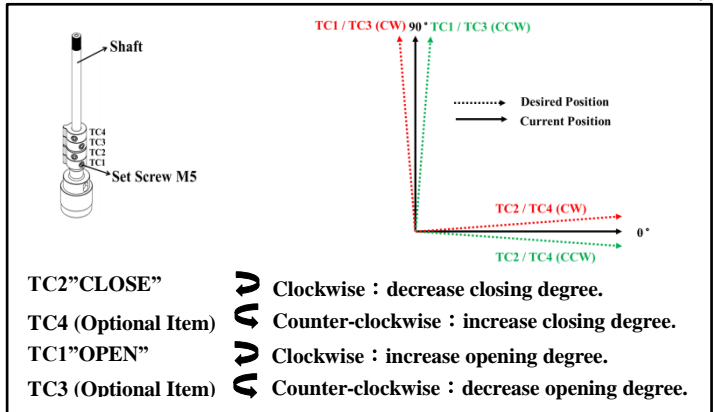 TC1 / TC3 (CW) 90° TC1 / TC3 (CCW)
Shaft
Desired Position
Current Position
TC4
TC3
TC2
TC1
Set Screw M5
TC2 / TC4 (CW)
0°
TC2 / TC4 (CCW)
TC2”CLOSE” Clockwise：decrease closing degree.
TC4 (Optional Item) Counter-clockwise：increase closing degree.
TC1”OPEN” Clockwise：increase opening degree.
TC3 (Optional Item) Counter-clockwise：decrease opening degree.